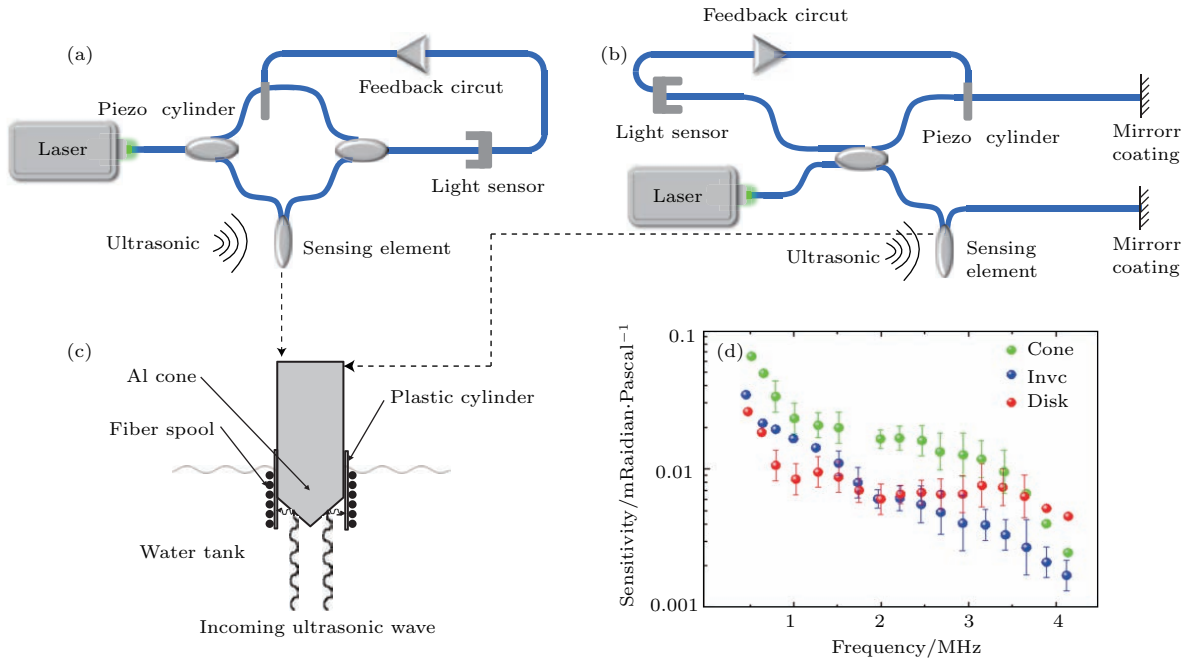 (a)
Feedback circut
Piezo cylinder
Laser
Light sensor
Ultrasonic
Sensing element
(b)
Feedback circut
Light sensor
Piezo cylinder
Mirrorr
coating
Laser
Ultrasonic
Sensing
element
Mirrorr
coating
(c)
Al cone
Plastic cylinder
Fiber spool
Water tank
Incoming ultrasonic wave
(d)
Cone
Invc
Disk
0.1
0.01
0.001
Sensitivity/mRaidian·Pascal⁻¹
1 2 3 4
Frequency/MHz